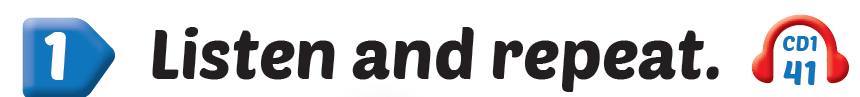 1 Listen and repeat. CD1
41